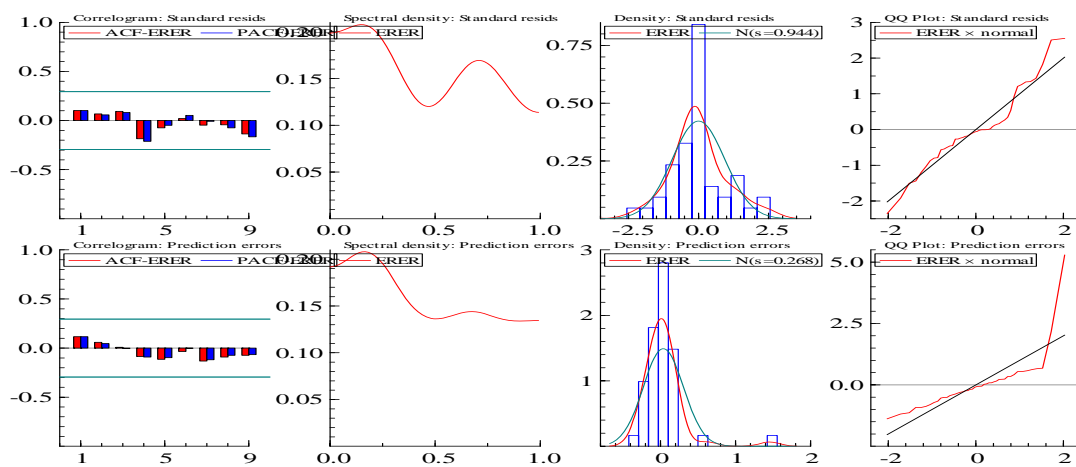 Correlogram: Standard resids
ACF-ERER PACF-ERER
1.0
0.5
0.0
-0.5
1 5 9
Spectral density: Standard resids
ERER
0.20
0.15
0.10
0.05
0.0 0.5 1.0
Density: Standard resids
ERER N(s=0.944)
0.75
0.50
0.25
-2.5 0.0 2.5
QQ Plot: Standard resids
ERER × normal
3
2
1
0
-1
-2
-2 0 2
Correlogram: Prediction errors
ACF-ERER PACF-ERER
1.0
0.5
0.0
-0.5
1 5 9
Spectral density: Prediction errors
ERER
0.20
0.15
0.10
0.05
0.0 0.5 1.0
Density: Prediction errors
ERER N(s=0.268)
3
2
1
0 1 2
QQ Plot: Prediction errors
ERER × normal
5.0
2.5
0.0
-2 0 2